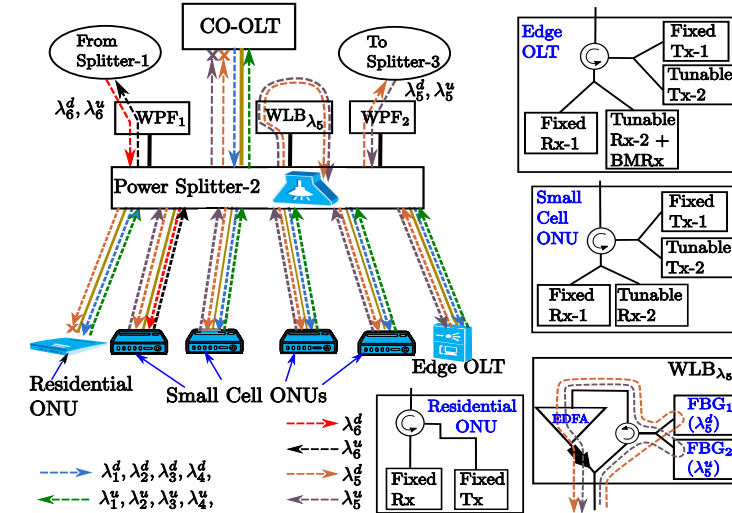 CO-OLT
From
Splitter-1
To
Splitter-3
λ₆ᵈ, λ₆ᵘ
WPF₁
WLB_λ₅
WPF₂
λ₅ᵈ, λ₅ᵘ
Power Splitter-2
Residential
ONU
Small Cell ONUs
Edge OLT
λ₁ᵈ, λ₂ᵈ, λ₃ᵈ, λ₄ᵈ,
λ₁ᵘ, λ₂ᵘ, λ₃ᵘ, λ₄ᵘ,
λ₆ᵈ
λ₆ᵘ
λ₅ᵈ
λ₅ᵘ
Edge
OLT
Fixed
Tx-1
Tunable
Tx-2
Fixed
Rx-1
Tunable
Rx-2 +
BMRx
Small
Cell
ONU
Fixed
Tx-1
Tunable
Tx-2
Fixed
Rx-1
Tunable
Rx-2
Residential
ONU
Fixed
Rx
Fixed
Tx
WLB_λ₅
EDFA
FBG₁
(λ₅ᵈ)
FBG₂
(λ₅ᵘ)